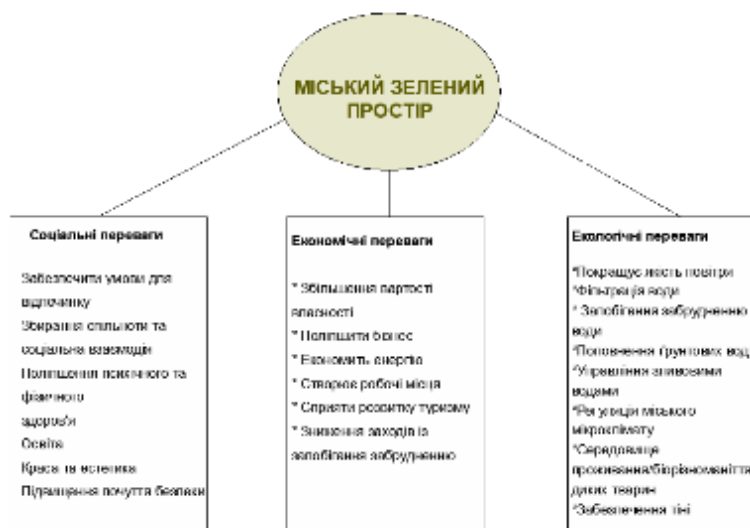 МІСЬКИЙ ЗЕЛЕНИЙ
ПРОСТІР
Соціальні переваги
Забезпечити умови для
відпочинку
Збирання спільноти та
соціальна взаємодія
Поліпшення психічного та
фізичного
здоров'я
Освіта
Краса та естетика
Підвищення почуття безпеки
Економічні переваги
* Збільшення вартості
власності
* Поліпшити бізнес
* Економить енергію
* Створює робочі місця
* Сприяти розвитку туризму
* Зниження заходів із
запобігання забрудненню
Екологічні переваги
*Покращує якість повітря
*Фільтрація води
* Запобігання забрудненню
води
*Поповнення ґрунтових вод
*Управління зливовими
водами
*Регуляція міського
мікроклімату
*Середовище
проживання/біорізноманіття
диких тварин
*Забезпечення тіні